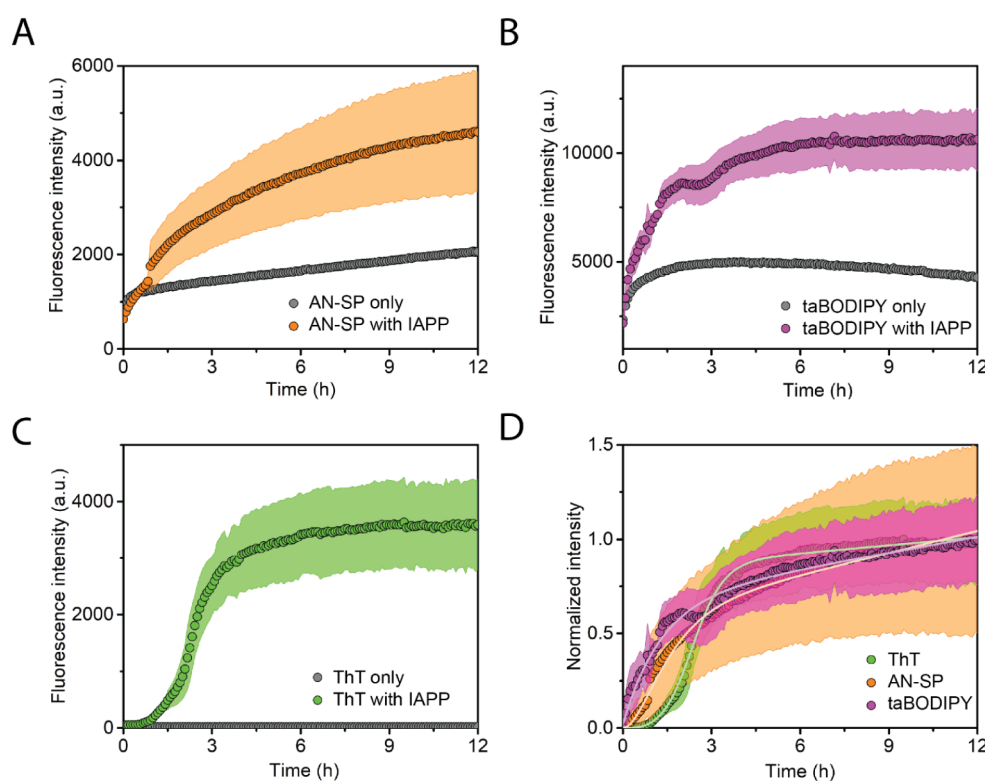 A
Fluorescence intensity (a.u.)
6000
4000
2000
0
AN-SP only
AN-SP with IAPP
0 3 6 9 12
Time (h)
B
Fluorescence intensity (a.u.)
10000
5000
taBODIPY only
taBODIPY with IAPP
0 3 6 9 12
Time (h)
C
Fluorescence intensity (a.u.)
4000
2000
0
ThT only
ThT with IAPP
0 3 6 9 12
Time (h)
D
Normalized intensity
1.5
1.0
0.5
0.0
ThT
AN-SP
taBODIPY
0 3 6 9 12
Time (h)